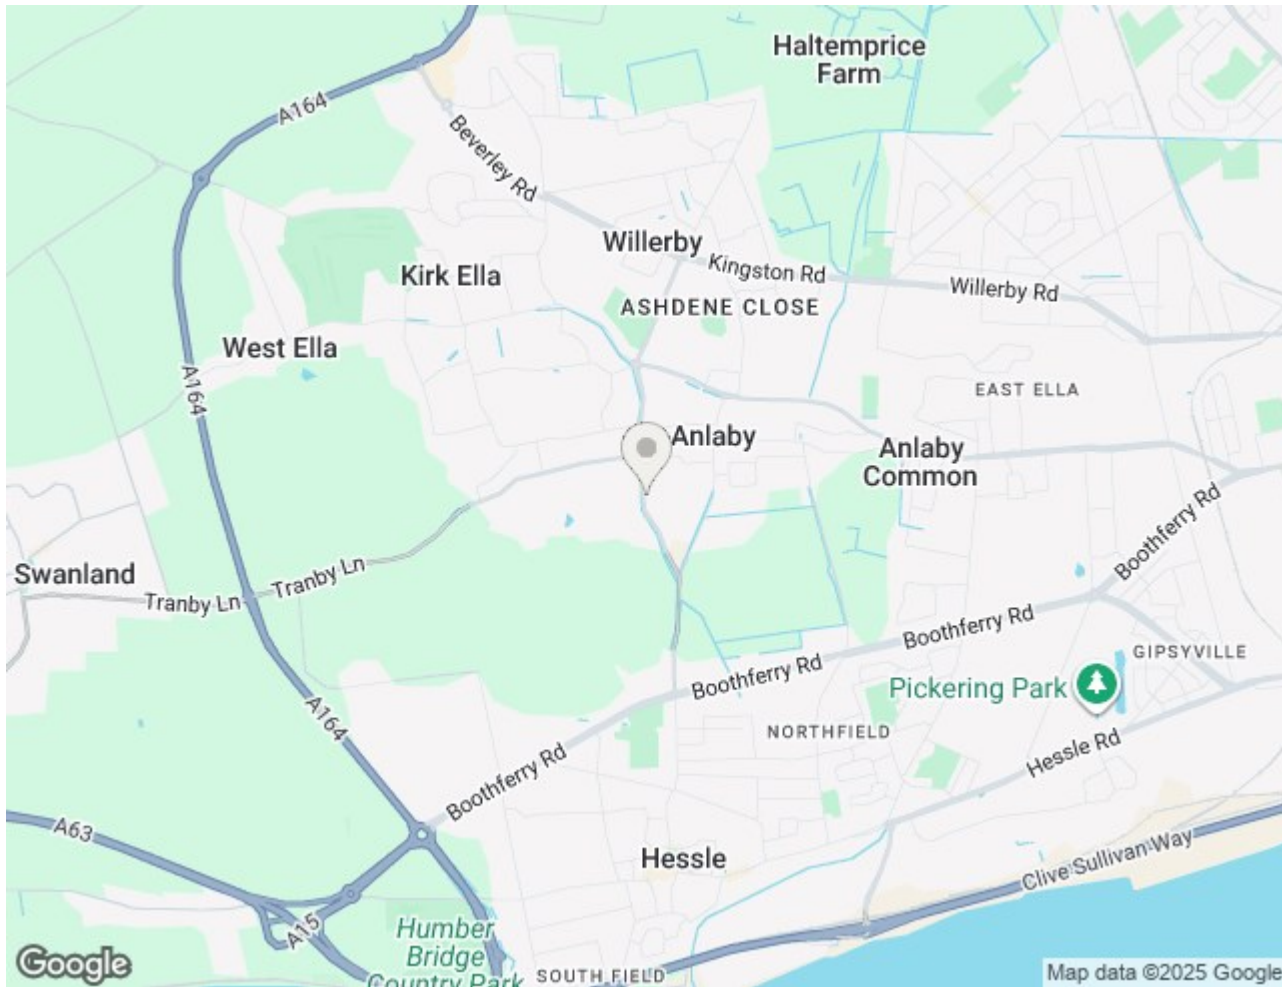 Haltemprice
Farm
A164
Beverley Rd
Willerby
Kingston Rd
Kirk Ella
Willerby Rd
ASHDENE CLOSE
West Ella
A164
EAST ELLA
Anlaby
Anlaby
Common
Boothferry Rd
Swanland
Tranby Ln
Tranby Ln
Boothferry Rd
GIPSYVILLE
Boothferry Rd
Pickering Park
A164
NORTHFIELD
Hessle Rd
Boothferry Rd
A63
Hessle
Clive Sullivan Way
A15
Humber
Bridge
Country Park
SOUTH FIELD
Google
Map data ©2025 Google